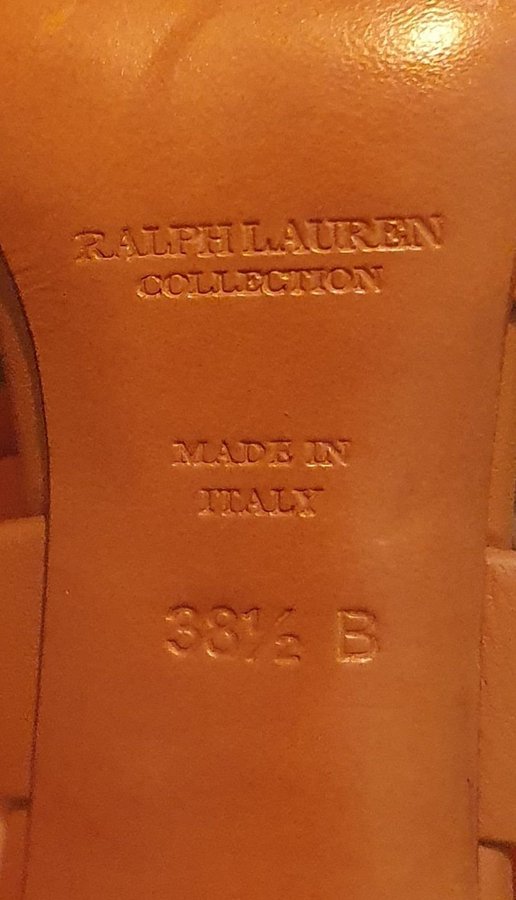 RALPH LAUREN
COLLECTION
MADE IN
ITALY
38½ B